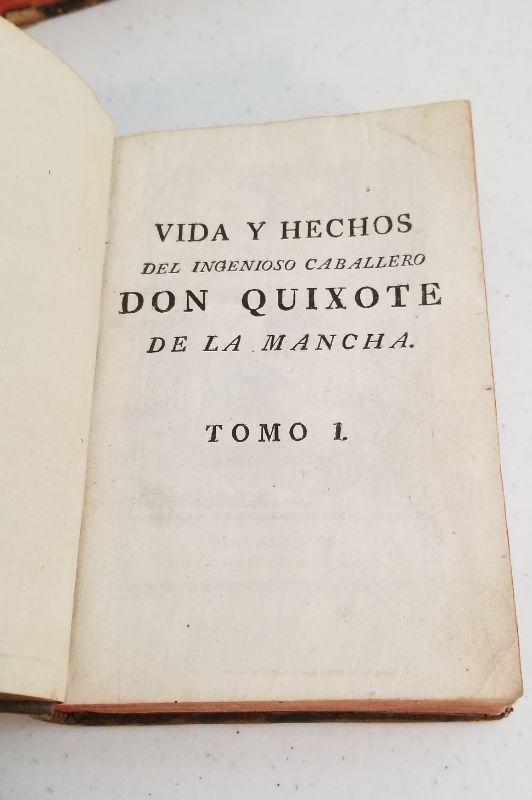 VIDA Y HECHOS
DEL INGENIOSO CABALLERO
DON QUIXOTE
DE LA MANCHA.
TOMO I.